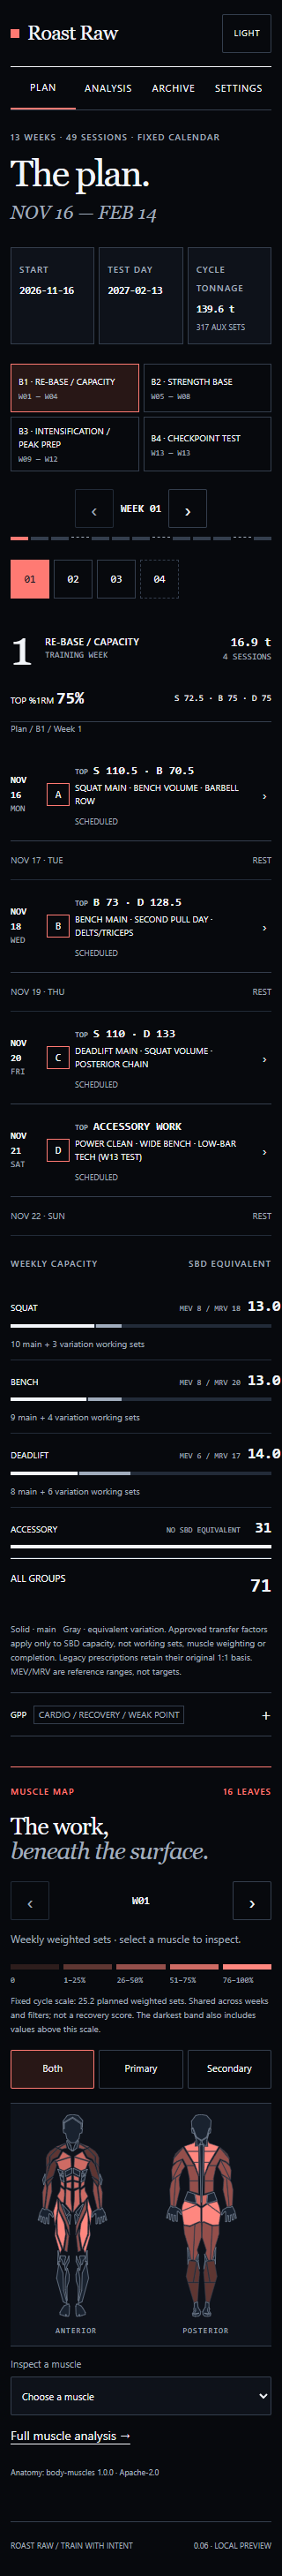 Roast Raw
LIGHT
PLAN ANALYSIS ARCHIVE SETTINGS
13 WEEKS · 49 SESSIONS · FIXED CALENDAR
The plan.
NOV 16 — FEB 14
START
2026-11-16
TEST DAY
2027-02-13
CYCLE
TONNAGE
139.6 t
317 AUX SETS
B1 · RE-BASE / CAPACITY
W01 — W04
B2 · STRENGTH BASE
W05 — W08
B3 · INTENSIFICATION /
PEAK PREP
W09 — W12
B4 · CHECKPOINT TEST
W13 — W13
‹ WEEK 01 ›
01 02 03 04
1 RE-BASE / CAPACITY 16.9 t
TRAINING WEEK 4 SESSIONS
TOP %1RM 75% S 72.5 · B 75 · D 75
Plan / B1 / Week 1
NOV
16
MON
A
TOP S 110.5 · B 70.5
SQUAT MAIN · BENCH VOLUME · BARBELL
ROW
SCHEDULED
›
NOV 17 · TUE REST
NOV
18
WED
B
TOP B 73 · D 128.5
BENCH MAIN · SECOND PULL DAY ·
DELTS/TRICEPS
SCHEDULED
›
NOV 19 · THU REST
NOV
20
FRI
C
TOP S 110 · D 133
DEADLIFT MAIN · SQUAT VOLUME ·
POSTERIOR CHAIN
SCHEDULED
›
NOV
21
SAT
D
TOP ACCESSORY WORK
POWER CLEAN · WIDE BENCH · LOW-BAR
TECH (W13 TEST)
SCHEDULED
›
NOV 22 · SUN REST
WEEKLY CAPACITY SBD EQUIVALENT
SQUAT MEV 8 / MRV 18 13.0
10 main + 3 variation working sets
BENCH MEV 8 / MRV 20 13.0
9 main + 4 variation working sets
DEADLIFT MEV 6 / MRV 17 14.0
8 main + 6 variation working sets
ACCESSORY NO SBD EQUIVALENT 31
ALL GROUPS 71
Solid · main Gray · equivalent variation. Approved transfer factors
apply only to SBD capacity, not working sets, muscle weighting or
completion. Legacy prescriptions retain their original 1:1 basis.
MEV/MRV are reference ranges, not targets.
GPP CARDIO / RECOVERY / WEAK POINT +
MUSCLE MAP 16 LEAVES
The work,
beneath the surface.
‹ W01 ›
Weekly weighted sets · select a muscle to inspect.
0 1–25% 26–50% 51–75% 76–100%
Fixed cycle scale: 25.2 planned weighted sets. Shared across weeks
and filters; not a recovery score. The darkest band also includes
values above this scale.
Both Primary Secondary
ANTERIOR POSTERIOR
Inspect a muscle
Choose a muscle
Full muscle analysis →
Anatomy: body-muscles 1.0.0 · Apache-2.0
ROAST RAW / TRAIN WITH INTENT 0.06 · LOCAL PREVIEW